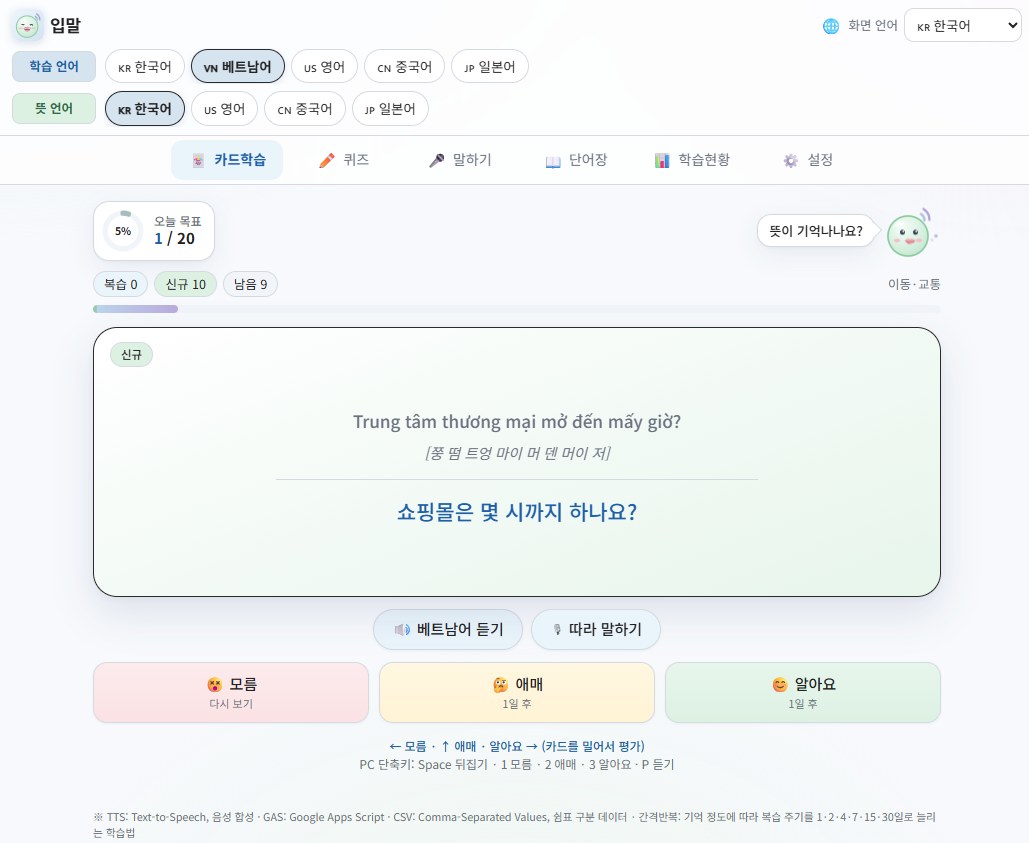 입말
화면 언어 KR 한국어
학습 언어 KR 한국어 VN 베트남어 US 영어 CN 중국어 JP 일본어
뜻 언어 KR 한국어 US 영어 CN 중국어 JP 일본어
카드학습 퀴즈 말하기 단어장 학습현황 설정
5% 오늘 목표
1 / 20
뜻이 기억나나요?
복습 0 신규 10 남음 9
이동·교통
신규
Trung tâm thương mại mở đến mấy giờ?
[쭝 떰 트엉 마이 머 덴 머이 저]
쇼핑몰은 몇 시까지 하나요?
베트남어 듣기 따라 말하기
모름 애매 알아요
다시 보기 1일 후 1일 후
← 모름 · ↑ 애매 · 알아요 → (카드를 밀어서 평가)
PC 단축키: Space 뒤집기 · 1 모름 · 2 애매 · 3 알아요 · P 듣기
※ TTS: Text-to-Speech, 음성 합성 · GAS: Google Apps Script · CSV: Comma-Separated Values, 쉼표 구분 데이터 · 간격반복: 기억 정도에 따라 복습 주기를 1·2·4·7·15·30일로 늘리
는 학습법